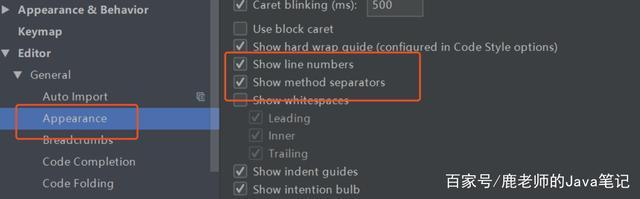 Appearance & Behavior
Keymap
Editor
General
Auto Import
Appearance
Breadcrumbs
Code Completion
Code Folding
Caret blinking (ms): 500
Use block caret
Show hard wrap guide (configured in Code Style options)
Show line numbers
Show method separators
Show whitespaces
Leading
Inner
Trailing
Show indent guides
Show intention bulb
百家号/鹿老师的Java笔记